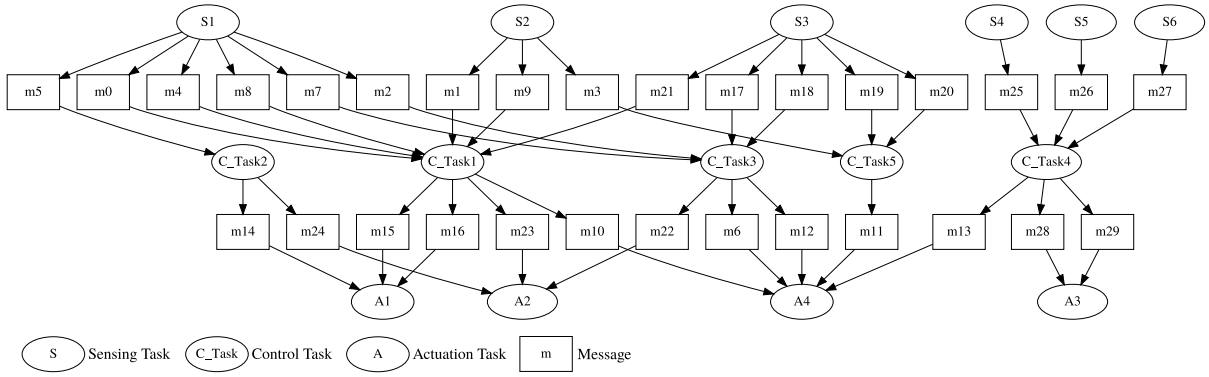 S1 S2 S3 S4 S5 S6
m5 m0 m4 m8 m7 m2 m1 m9 m3 m21 m17 m18 m19 m20 m25 m26 m27
C_Task2 C_Task1 C_Task3 C_Task5 C_Task4
m14 m24 m15 m16 m23 m10 m22 m6 m12 m11 m13 m28 m29
A1 A2 A4 A3
S Sensing Task C_Task Control Task A Actuation Task m Message